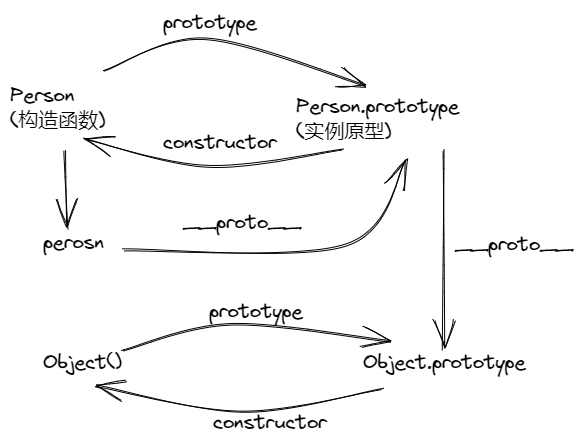 prototype
Person
(构造函数)
Person.prototype
(实例原型)
constructor
__proto__
perosn
__proto__
prototype
Object()
Object.prototype
constructor